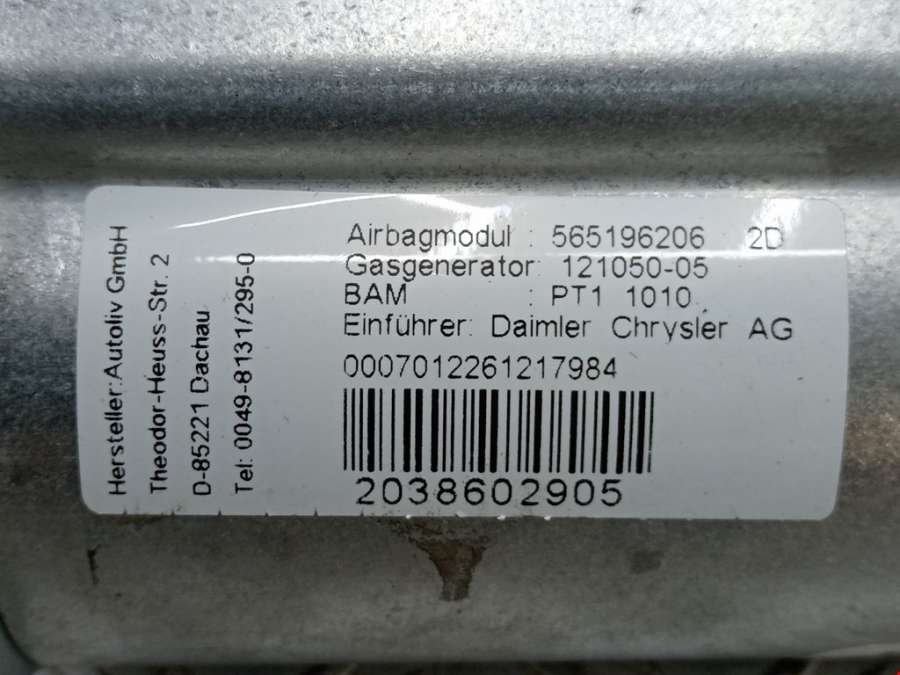 Hersteller:Autoliv GmbH
Theodor-Heuss-Str. 2
D-85221 Dachau
Tel: 0049-8131/295-0
Airbagmodul : 565196206 2D
Gasgenerator: 121050-05
BAM : PT1 1010
Einführer: Daimler Chrysler AG
0007012261217984
2038602905